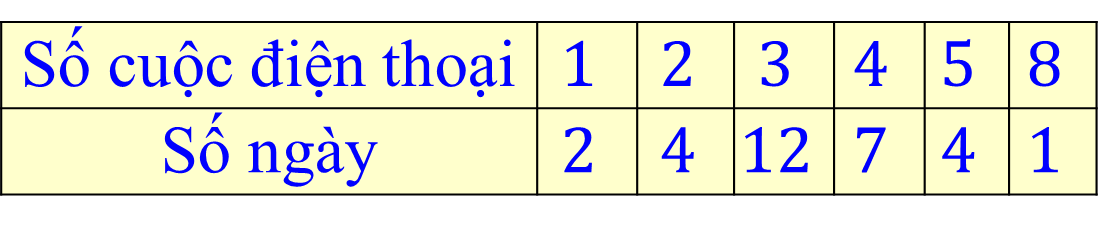 Số cuộc điện thoại 1 2 3 4 5 8
Số ngày 2 4 12 7 4 1